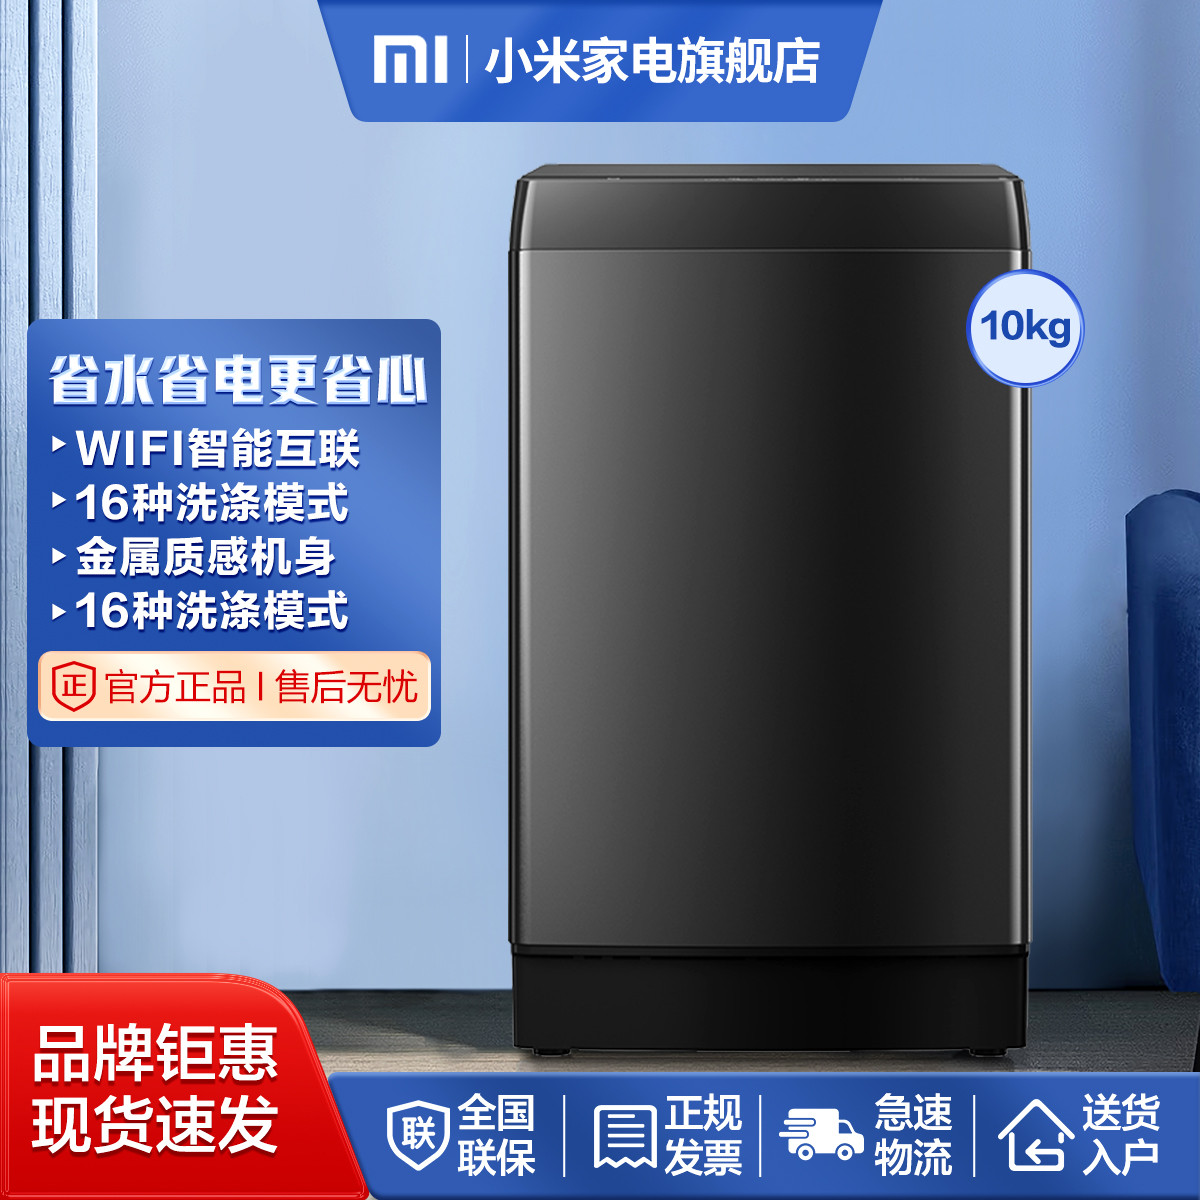 MI | 小米家电旗舰店
10kg
省水省电更省心
WIFI智能互联
16种洗涤模式
金属质感机身
16种洗涤模式
正 官方正品 | 售后无忧
品牌钜惠
现货速发
联 全国联保
正规发票
急速物流
送货入户